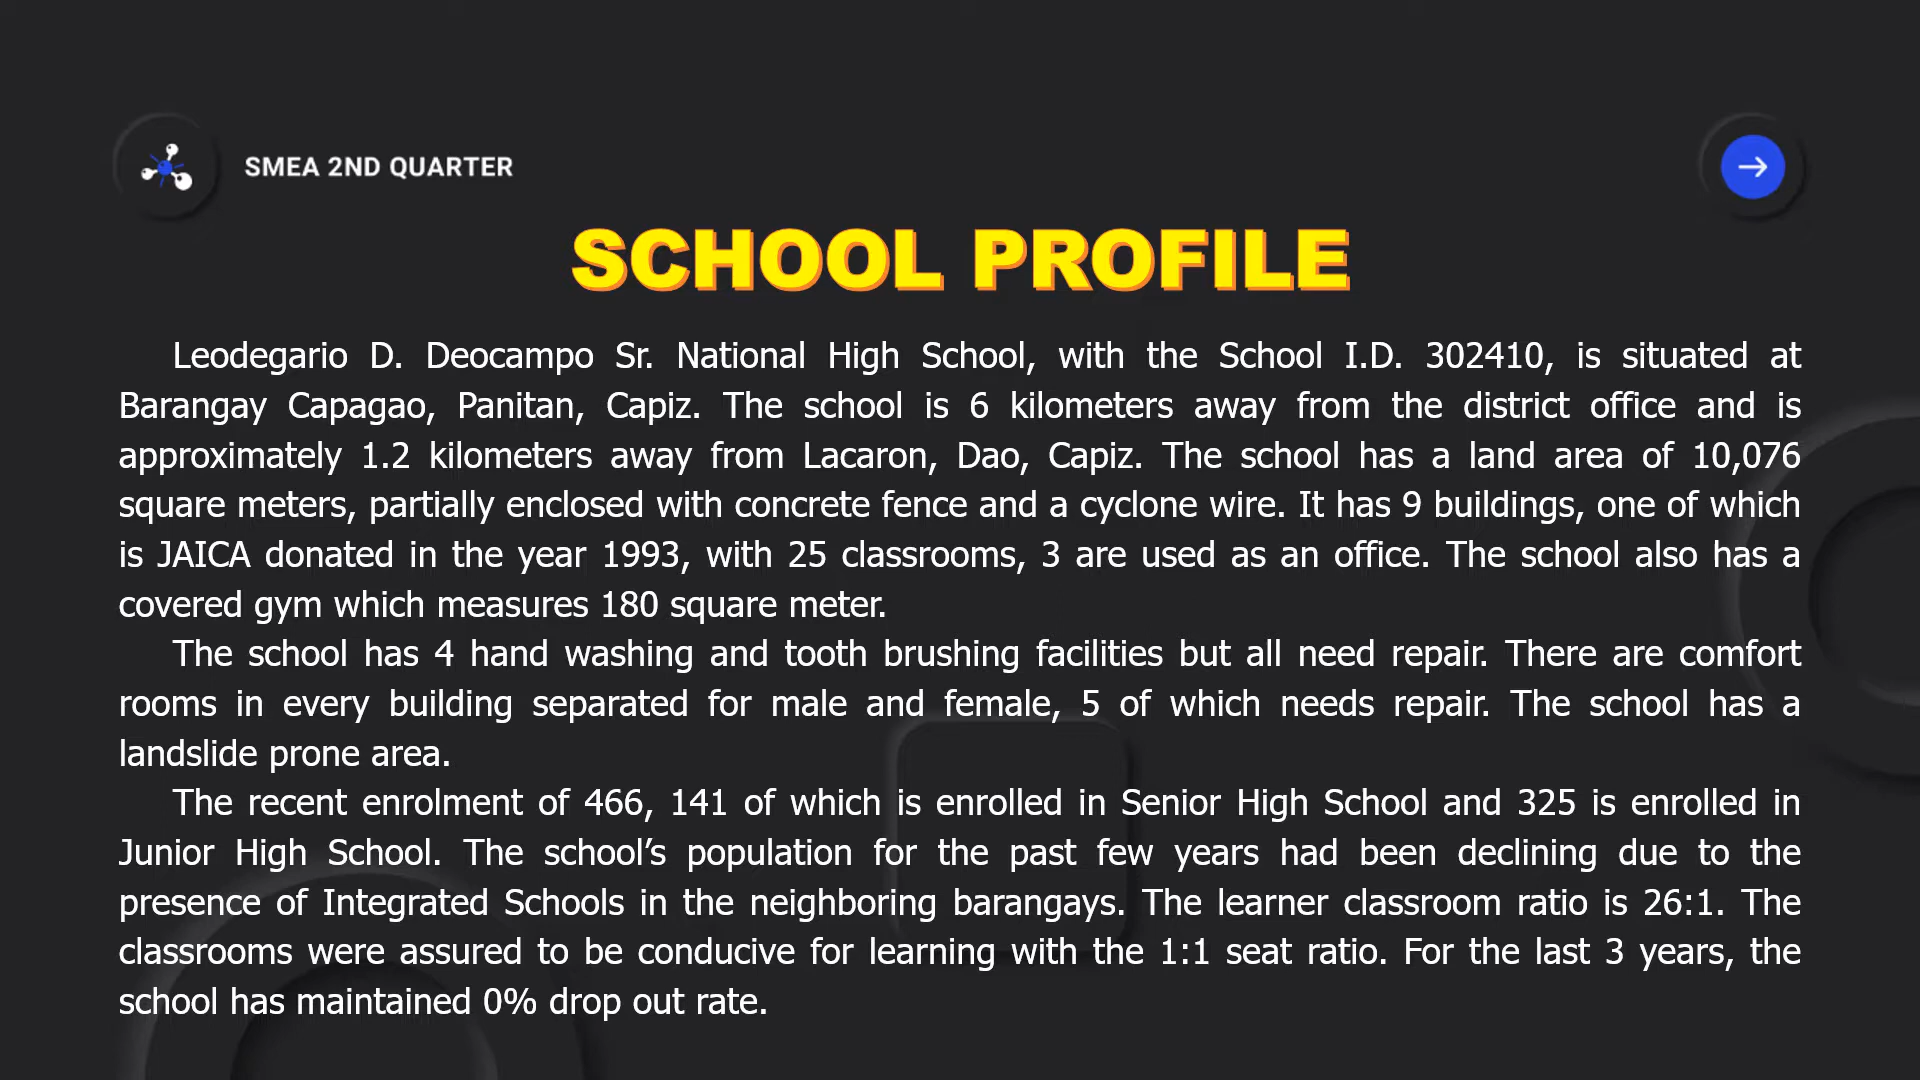 SMEA 2ND QUARTER
SCHOOL PROFILE
Leodegario D. Deocampo Sr. National High School, with the School I.D. 302410, is situated at
Barangay Capagao, Panitan, Capiz. The school is 6 kilometers away from the district office and is
approximately 1.2 kilometers away from Lacaron, Dao, Capiz. The school has a land area of 10,076
square meters, partially enclosed with concrete fence and a cyclone wire. It has 9 buildings, one of which
is JAICA donated in the year 1993, with 25 classrooms, 3 are used as an office. The school also has a
covered gym which measures 180 square meter.
The school has 4 hand washing and tooth brushing facilities but all need repair. There are comfort
rooms in every building separated for male and female, 5 of which needs repair. The school has a
landslide prone area.
The recent enrolment of 466, 141 of which is enrolled in Senior High School and 325 is enrolled in
Junior High School. The school’s population for the past few years had been declining due to the
presence of Integrated Schools in the neighboring barangays. The learner classroom ratio is 26:1. The
classrooms were assured to be conducive for learning with the 1:1 seat ratio. For the last 3 years, the
school has maintained 0% drop out rate.